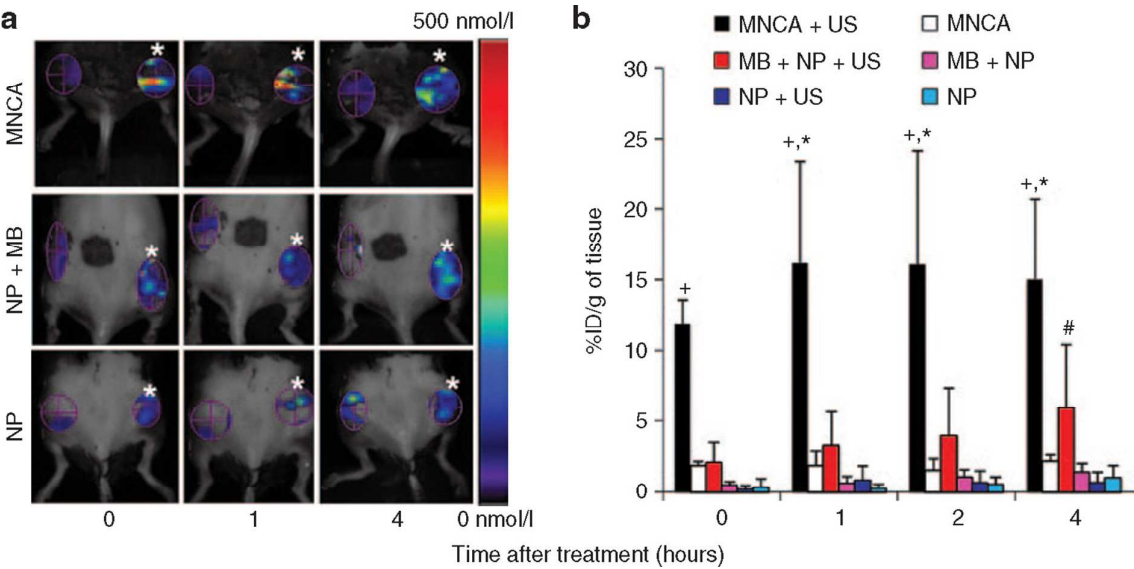 a
500 nmol/l
MNCA
*
*
*
NP + MB
*
*
*
NP
*
*
*
0
1
4
0 nmol/l
Time after treatment (hours)
b
MNCA + US
MNCA
MB + NP + US
MB + NP
NP + US
NP
%ID/g of tissue
30
25
20
15
10
5
0
+
+,*
+,*
+,*
#
0
1
2
4